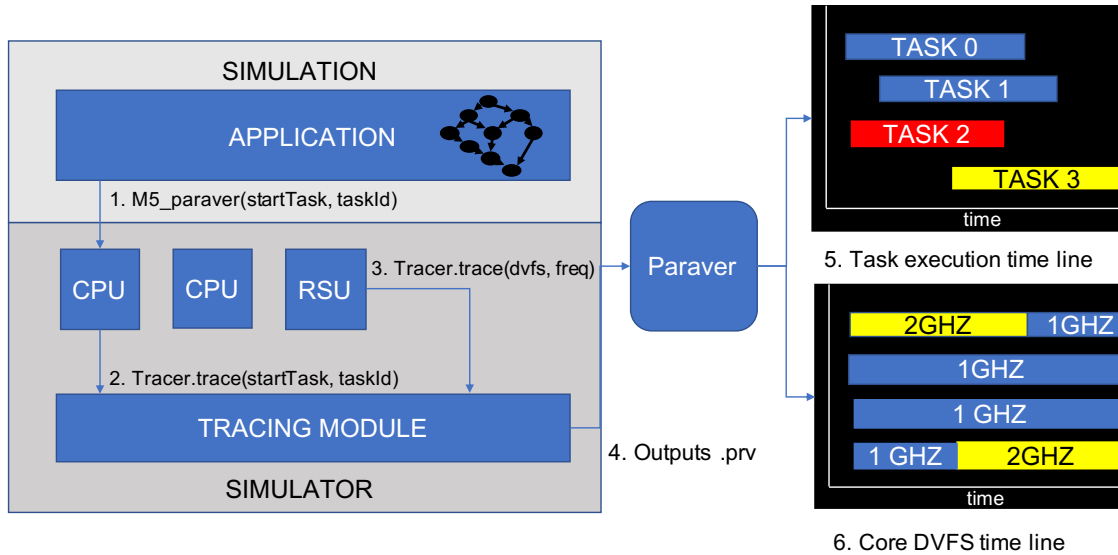 SIMULATION
APPLICATION
1. M5_paraver(startTask, taskId)
CPU
CPU
RSU
3. Tracer.trace(dvfs, freq)
2. Tracer.trace(startTask, taskId)
TRACING MODULE
SIMULATOR
4. Outputs .prv
Paraver
TASK 0
TASK 1
TASK 2
TASK 3
time
5. Task execution time line
2GHZ
1GHZ
1GHZ
1 GHZ
1 GHZ
2GHZ
time
6. Core DVFS time line